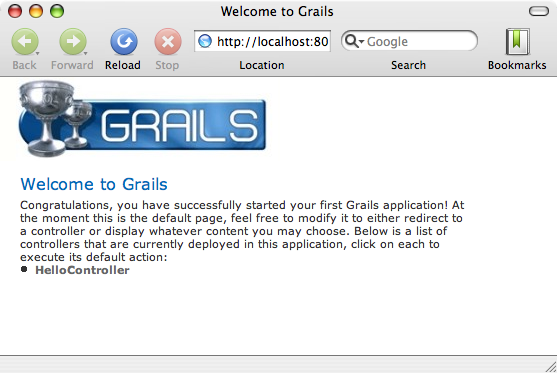 Welcome to Grails
http://localhost:80
Google
Back
Forward
Reload
Stop
Location
Search
Bookmarks
GRAILS
Welcome to Grails
Congratulations, you have successfully started your first Grails application! At
the moment this is the default page, feel free to modify it to either redirect to
a controller or display whatever content you may choose. Below is a list of
controllers that are currently deployed in this application, click on each to
execute its default action:
HelloController